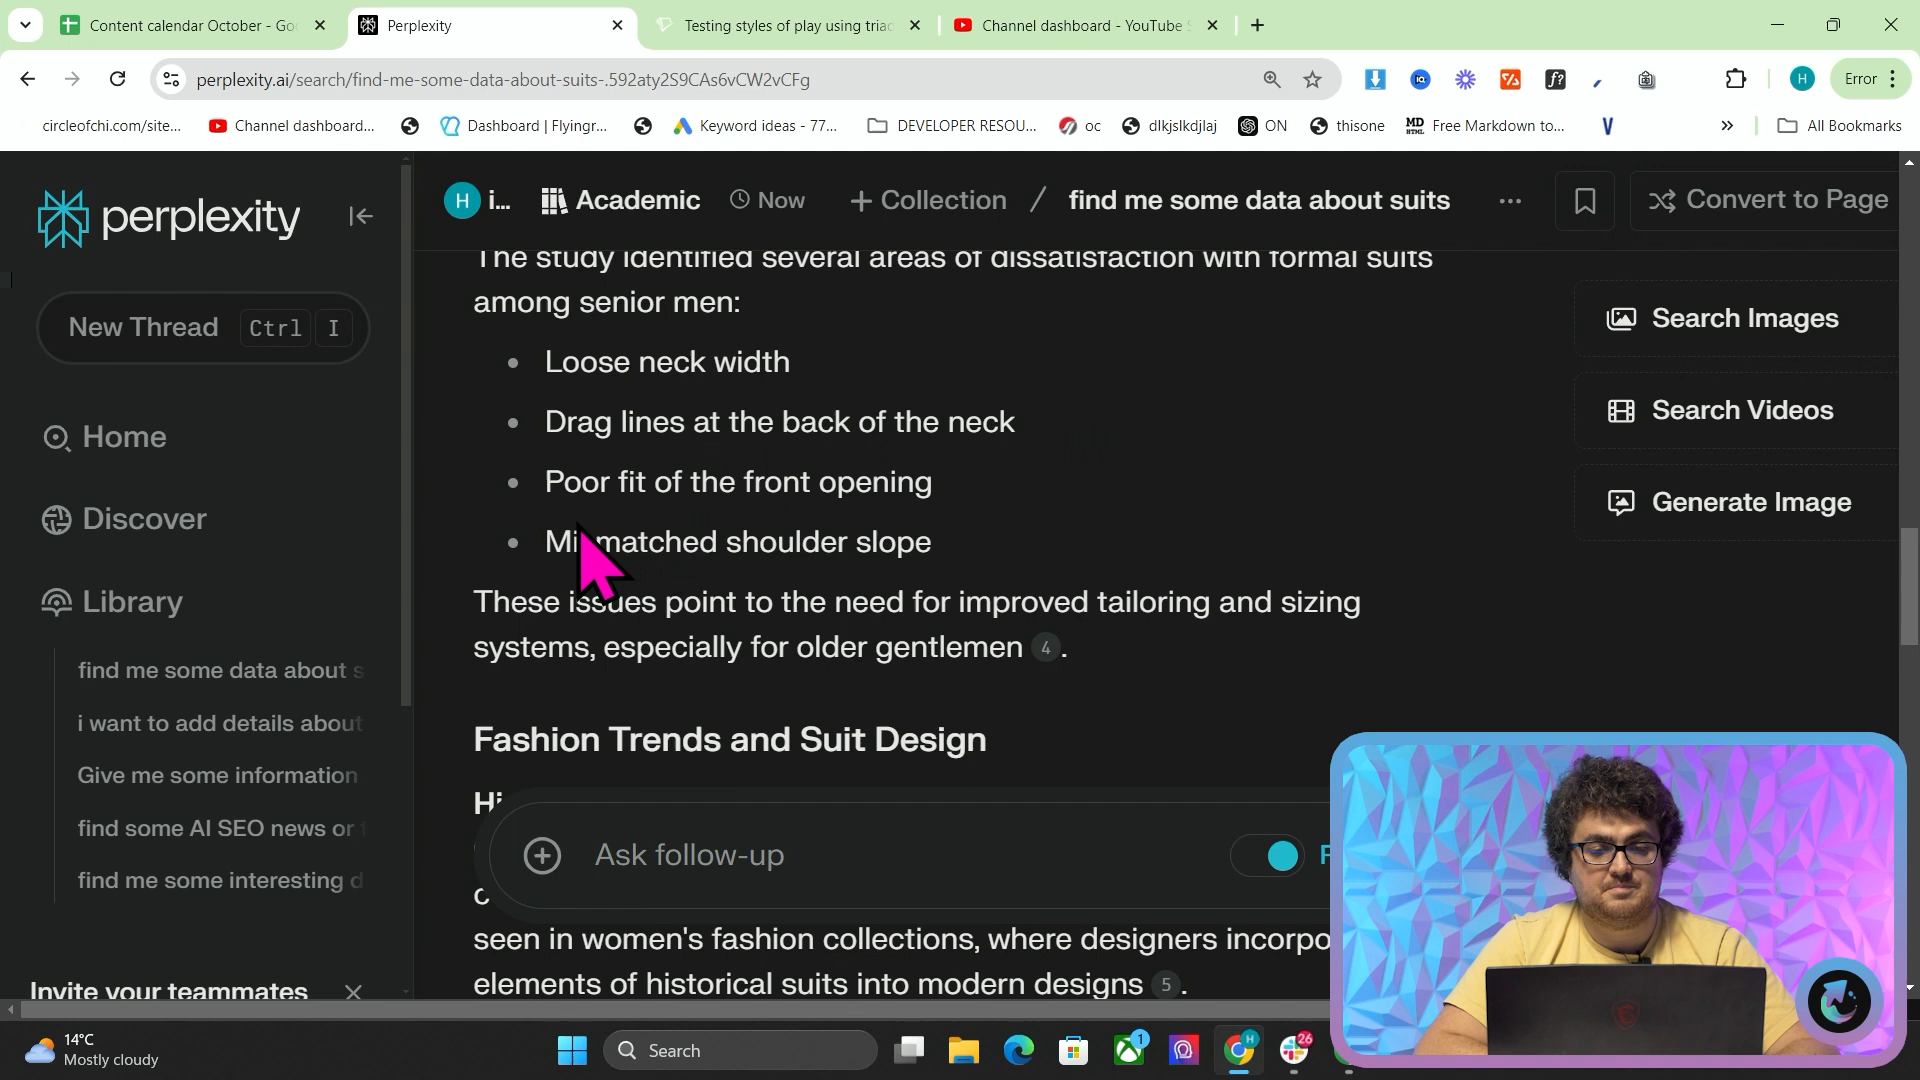 Content calendar October - Go
Perplexity
Testing styles of play using triad
Channel dashboard - YouTube S
perplexity.ai/search/find-me-some-data-about-suits-.592aty2S9CAs6vCW2vCFg
Error
circleofchi.com/site...
Channel dashboard...
Dashboard | Flyingr...
Keyword ideas - 77...
DEVELOPER RESOU...
oc
dlkjslkdjlaj
ON
thisone
Free Markdown to...
All Bookmarks
perplexity
New Thread Ctrl I
Home
Discover
Library
find me some data about s
i want to add details about
Give me some information
find some AI SEO news or
find me some interesting d
Invite your teammates
H i... Academic Now + Collection / find me some data about suits ... Convert to Page
The study identified several areas of dissatisfaction with formal suits
among senior men:
Loose neck width
Drag lines at the back of the neck
Poor fit of the front opening
Mismatched shoulder slope
These issues point to the need for improved tailoring and sizing
systems, especially for older gentlemen 4 .
Fashion Trends and Suit Design
Hi
Ask follow-up
seen in women's fashion collections, where designers incorpo
elements of historical suits into modern designs 5 .
Search Images
Search Videos
Generate Image
14°C
Mostly cloudy
Search
1
26